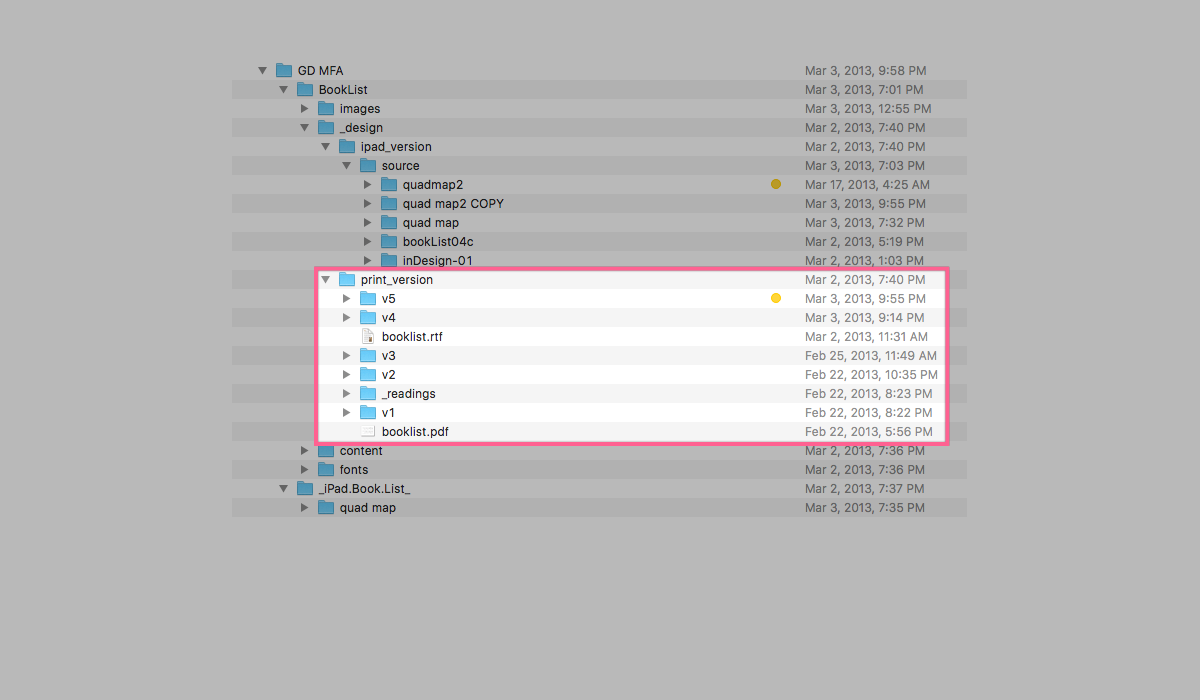 GD MFA Mar 3, 2013, 9:58 PM
BookList Mar 3, 2013, 7:01 PM
images Mar 3, 2013, 12:55 PM
_design Mar 2, 2013, 7:40 PM
ipad_version Mar 2, 2013, 7:40 PM
source Mar 3, 2013, 7:03 PM
quadmap2 Mar 17, 2013, 4:25 AM
quad map2 COPY Mar 3, 2013, 9:55 PM
quad map Mar 3, 2013, 7:32 PM
bookList04c Mar 2, 2013, 5:19 PM
inDesign-01 Mar 2, 2013, 1:03 PM
print_version Mar 2, 2013, 7:40 PM
v5 Mar 3, 2013, 9:55 PM
v4 Mar 3, 2013, 9:14 PM
booklist.rtf Mar 2, 2013, 11:31 AM
v3 Feb 25, 2013, 11:49 AM
v2 Feb 22, 2013, 10:35 PM
_readings Feb 22, 2013, 8:23 PM
v1 Feb 22, 2013, 8:22 PM
booklist.pdf Feb 22, 2013, 5:56 PM
content Mar 2, 2013, 7:36 PM
fonts Mar 2, 2013, 7:36 PM
_iPad.Book.List_ Mar 2, 2013, 7:37 PM
quad map Mar 3, 2013, 7:35 PM